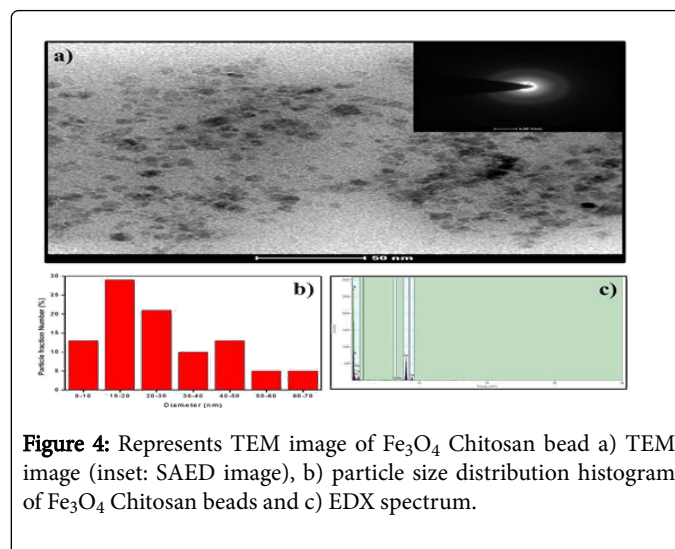 a)
50 nm
b)
Particle fraction Number (%)
30
25
20
15
10
5
0
0-10 10-20 20-30 30-40 40-50 50-60 60-70
Diameter (nm)
c)
Figure 4: Represents TEM image of Fe₃O₄ Chitosan bead a) TEM
image (inset: SAED image), b) particle size distribution histogram
of Fe₃O₄ Chitosan beads and c) EDX spectrum.